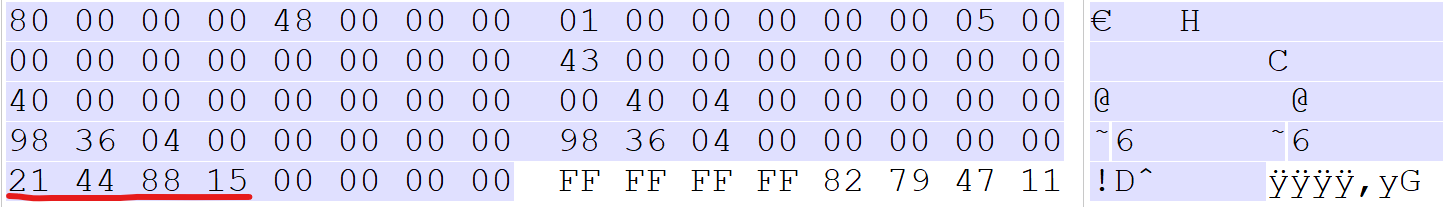 80 00 00 00 48 00 00 00 01 00 00 00 00 00 05 00 € H
00 00 00 00 00 00 00 00 43 00 00 00 00 00 00 00 C
40 00 00 00 00 00 00 00 00 40 04 00 00 00 00 00 @ @
98 36 04 00 00 00 00 00 98 36 04 00 00 00 00 00 ˜6 ˜6
21 44 88 15 00 00 00 00 FF FF FF FF 82 79 47 11 !Dˆ ÿÿÿÿ‚yG